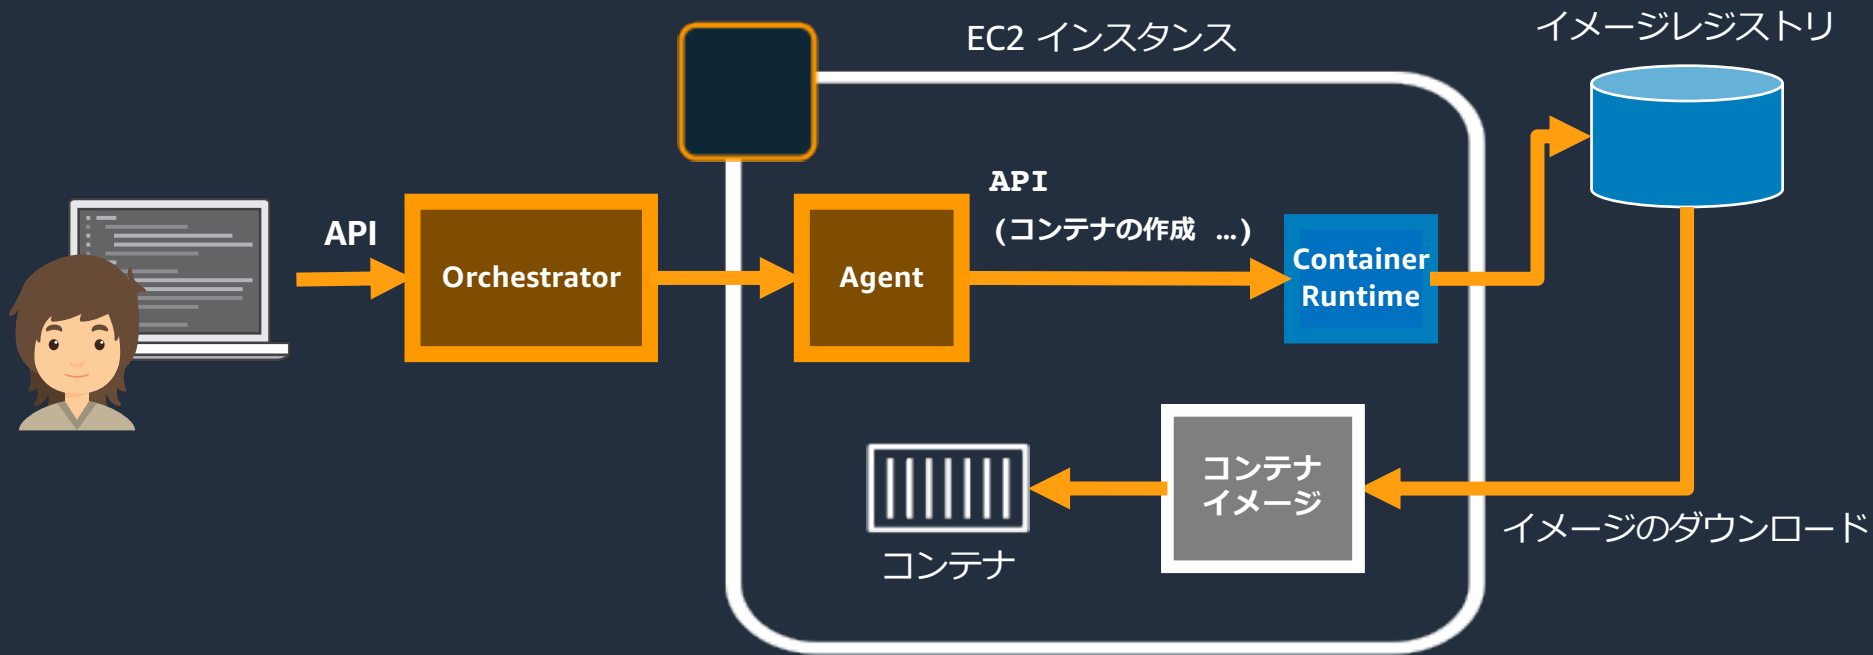 EC2 インスタンス
イメージレジストリ
API
Orchestrator
Agent
API
(コンテナの作成 …)
Container
Runtime
コンテナ
イメージ
コンテナ
イメージのダウンロード